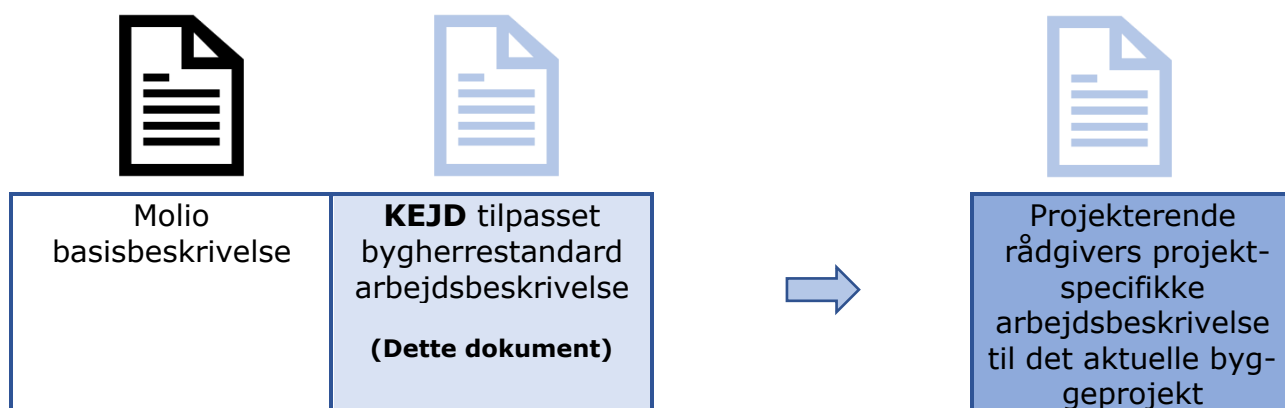 Molio
basisbeskrivelse
KEJD tilpasset
bygherrestandard
arbejdsbeskrivelse
(Dette dokument)
Projekterende
rådgivers projekt-
specifikke
arbejdsbeskrivelse
til det aktuelle byg-
geprojekt